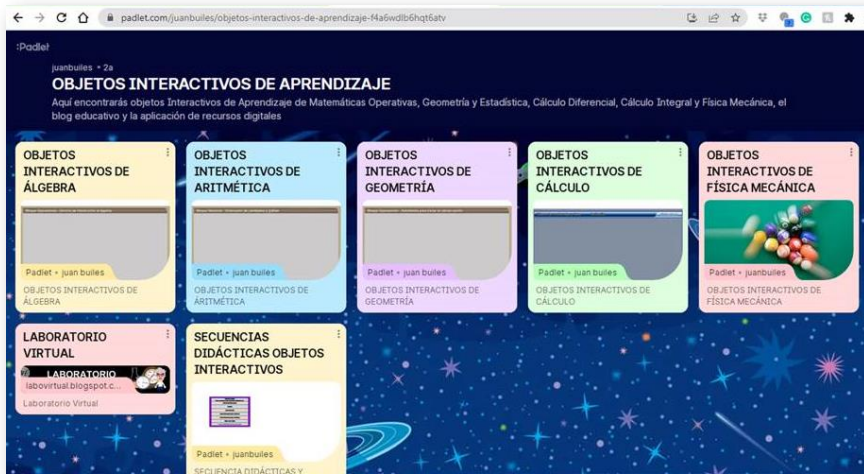 padlet.com/juanbuiles/objetos-interactivos-de-aprendizaje-f4a6wdlb6hqt6atv
:Padlet
juanbuiles • 2a
OBJETOS INTERACTIVOS DE APRENDIZAJE
Aquí encontrarás objetos Interactivos de Aprendizaje de Matemáticas Operativas, Geometría y Estadística, Cálculo Diferencial, Cálculo Integral y Física Mecánica, el
blog educativo y la aplicación de recursos digitales
OBJETOS
INTERACTIVOS DE
ÁLGEBRA
Padlet • juan builes
OBJETOS INTERACTIVOS DE
ÁLGEBRA
OBJETOS
INTERACTIVOS DE
ARITMÉTICA
Padlet • juan builes
OBJETOS INTERACTIVOS DE
ARITMÉTICA
OBJETOS
INTERACTIVOS DE
GEOMETRÍA
Padlet • juan builes
OBJETOS INTERACTIVOS DE
GEOMETRÍA
OBJETOS
INTERACTIVOS DE
CÁLCULO
Padlet • juan builes
OBJETOS INTERACTIVOS DE
CÁLCULO
OBJETOS
INTERACTIVOS DE
FÍSICA MECÁNICA
Padlet • juanbuiles
OBJETOS INTERACTIVOS DE
FÍSICA MECÁNICA
LABORATORIO
VIRTUAL
LABORATORIO
labovirtual.blogspot.c...
Laboratorio Virtual
SECUENCIAS
DIDÁCTICAS OBJETOS
INTERACTIVOS
Padlet • juanbuiles
SECUENCIA DIDÁCTICAS Y